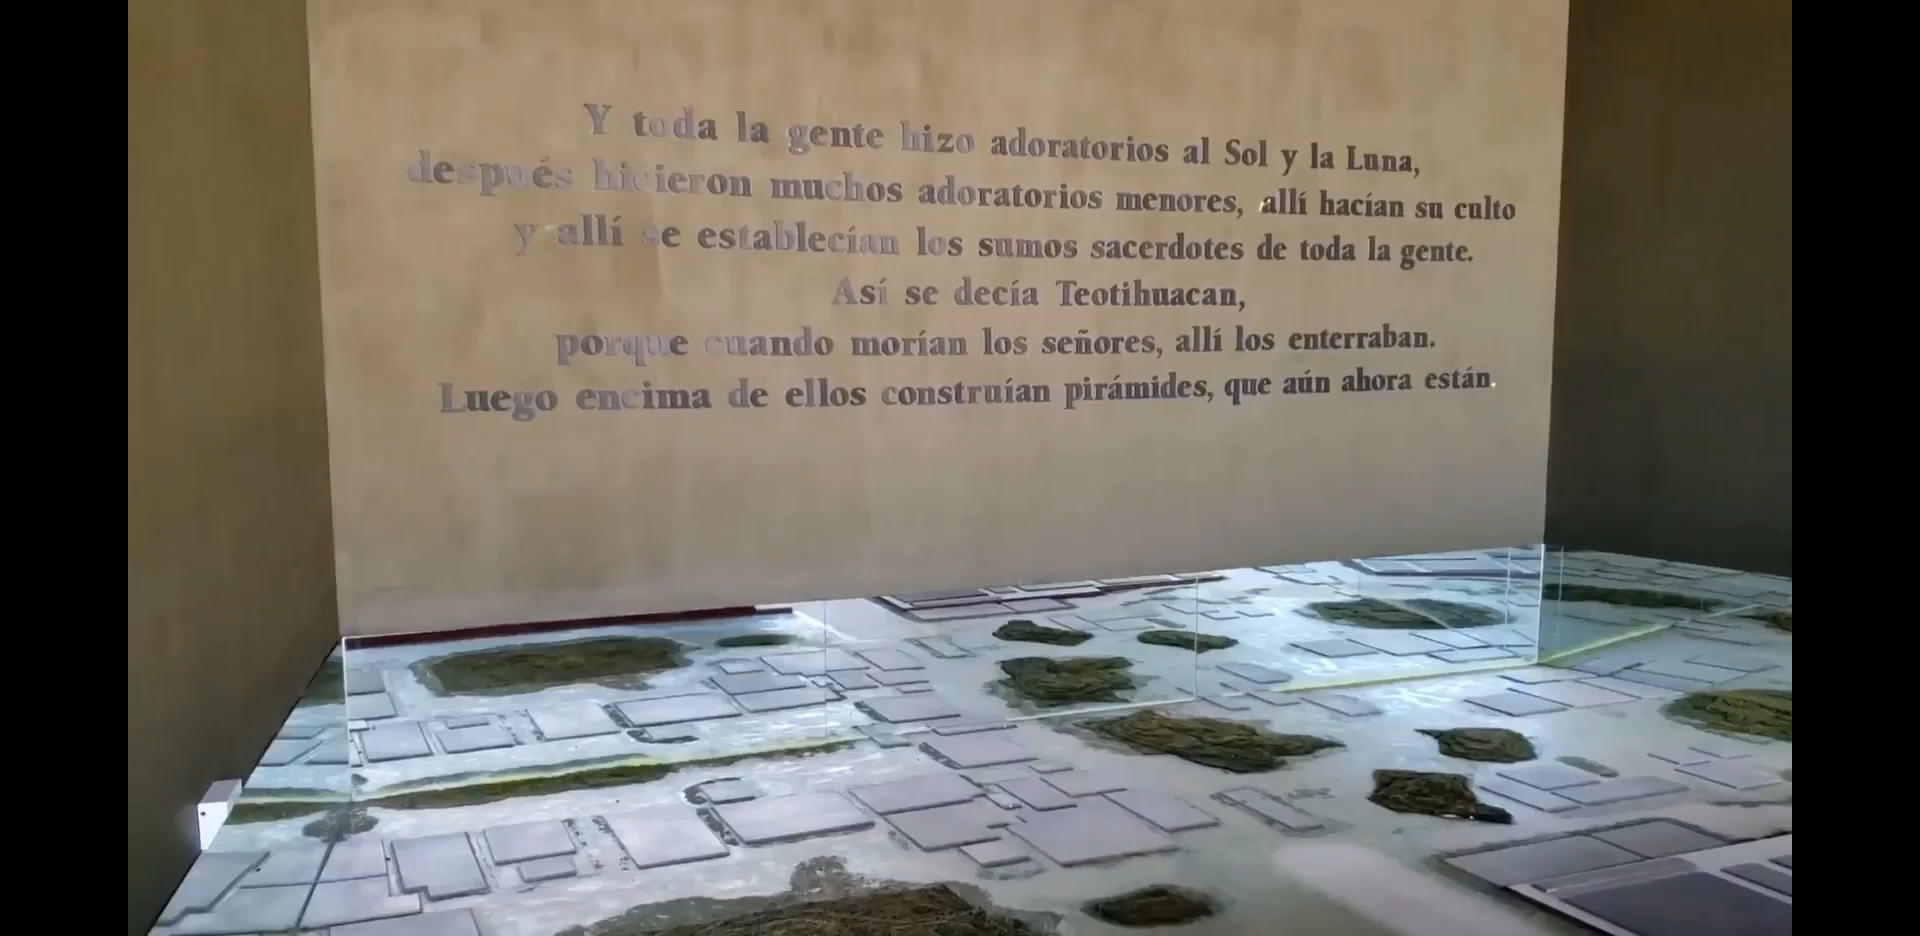 Y toda la gente hizo adoratorios al Sol y la Luna,
después hicieron muchos adoratorios menores, allí hacían su culto
y allí se establecían los sumos sacerdotes de toda la gente.
Así se decía Teotihuacan,
porque cuando morían los señores, allí los enterraban.
Luego encima de ellos construían pirámides, que aún ahora están.